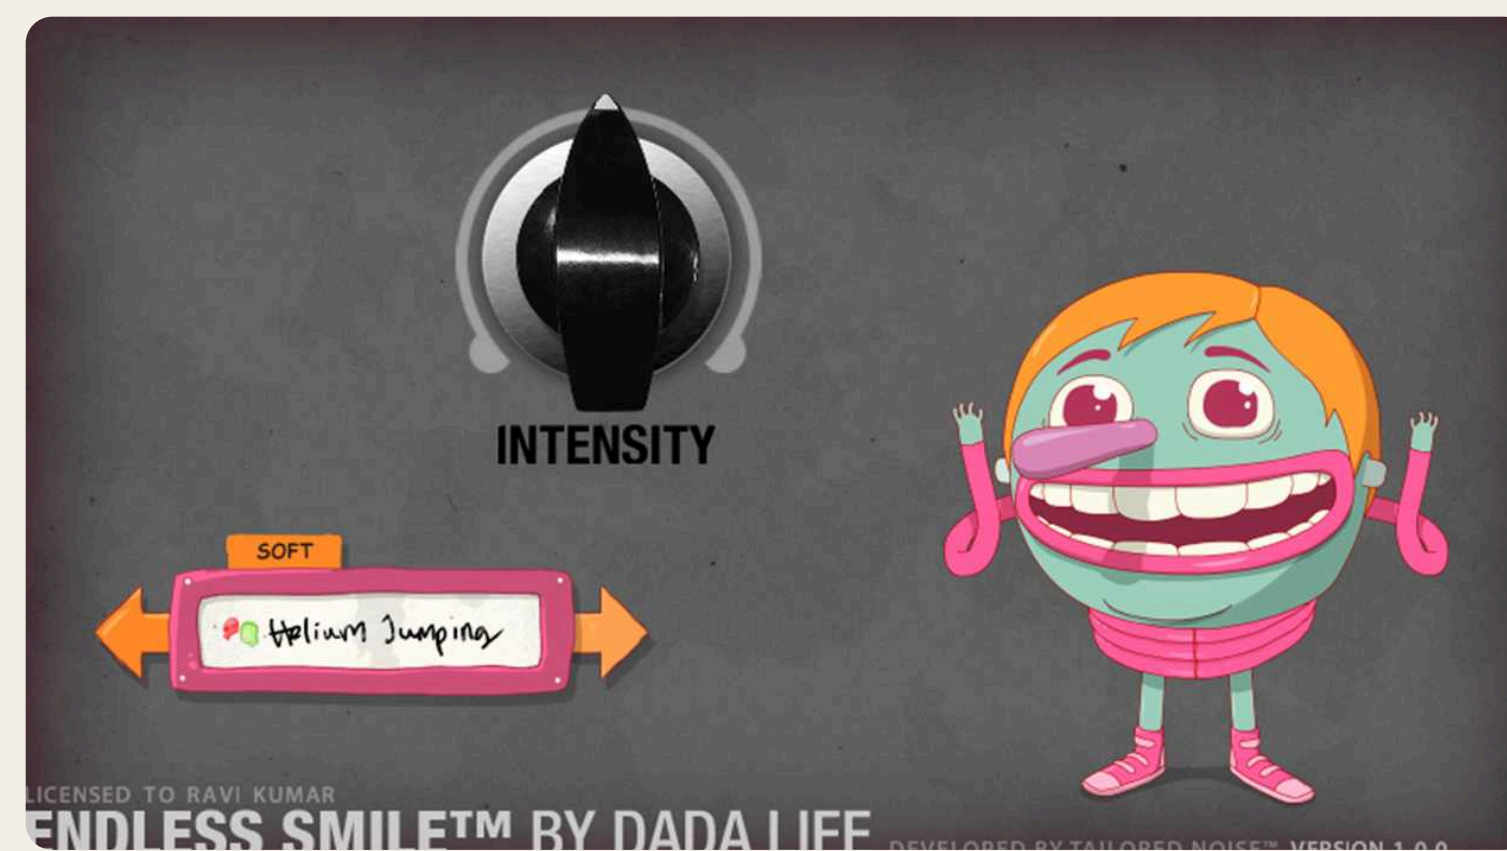 INTENSITY
SOFT
Helium Jumping
LICENSED TO RAVI KUMAR
ENDLESS SMILE™ BY DADA LIFE
DEVELOPED BY TAILORED NOISE™ VERSION 1.0.0